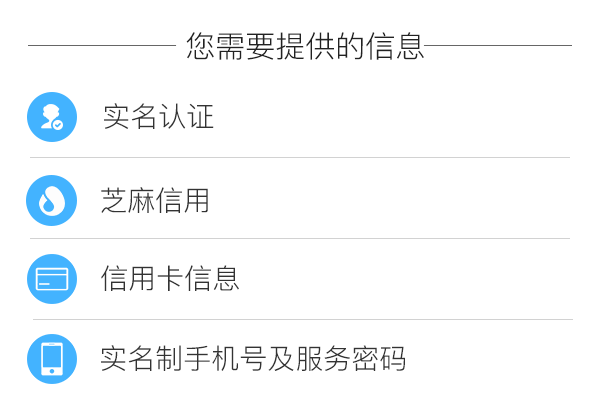 您需要提供的信息
实名认证
芝麻信用
信用卡信息
实名制手机号及服务密码